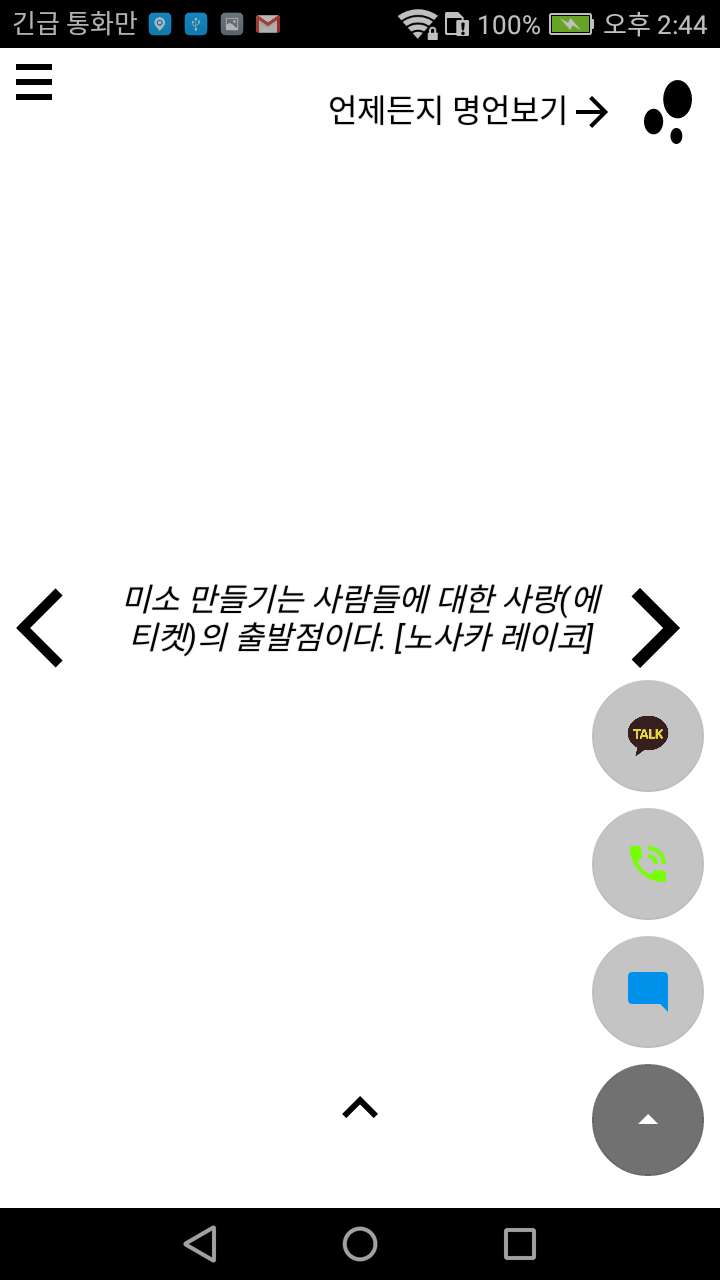 긴급 통화만 100% 오후 2:44
언제든지 명언보기
미소 만들기는 사람들에 대한 사랑(에
티켓)의 출발점이다. [노사카 레이코]
TALK